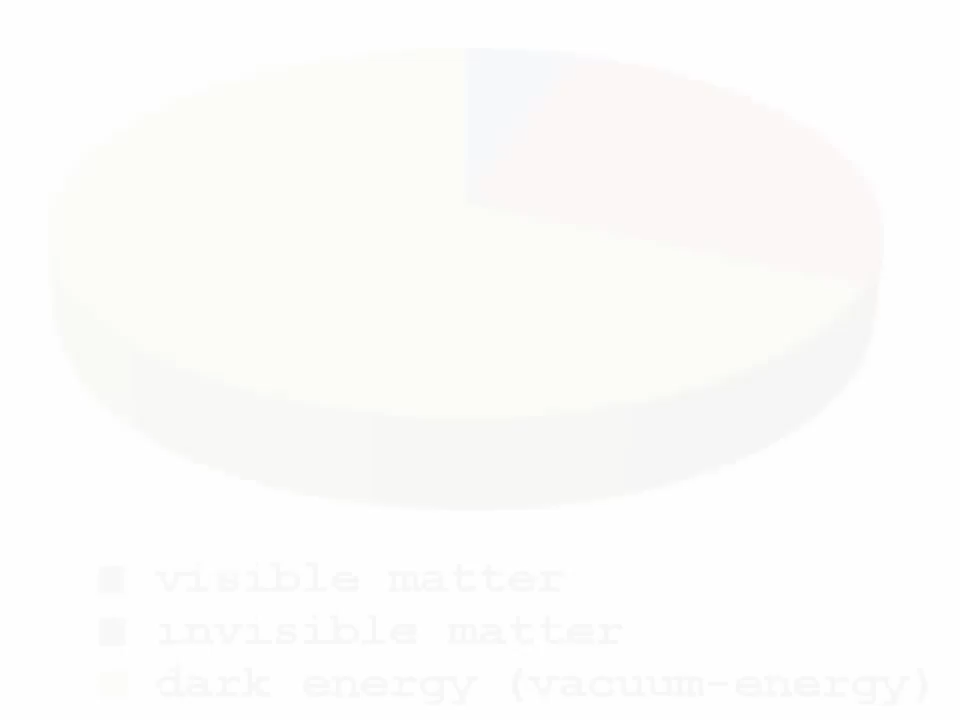 visible matter
invisible matter
dark energy (vacuum-energy)